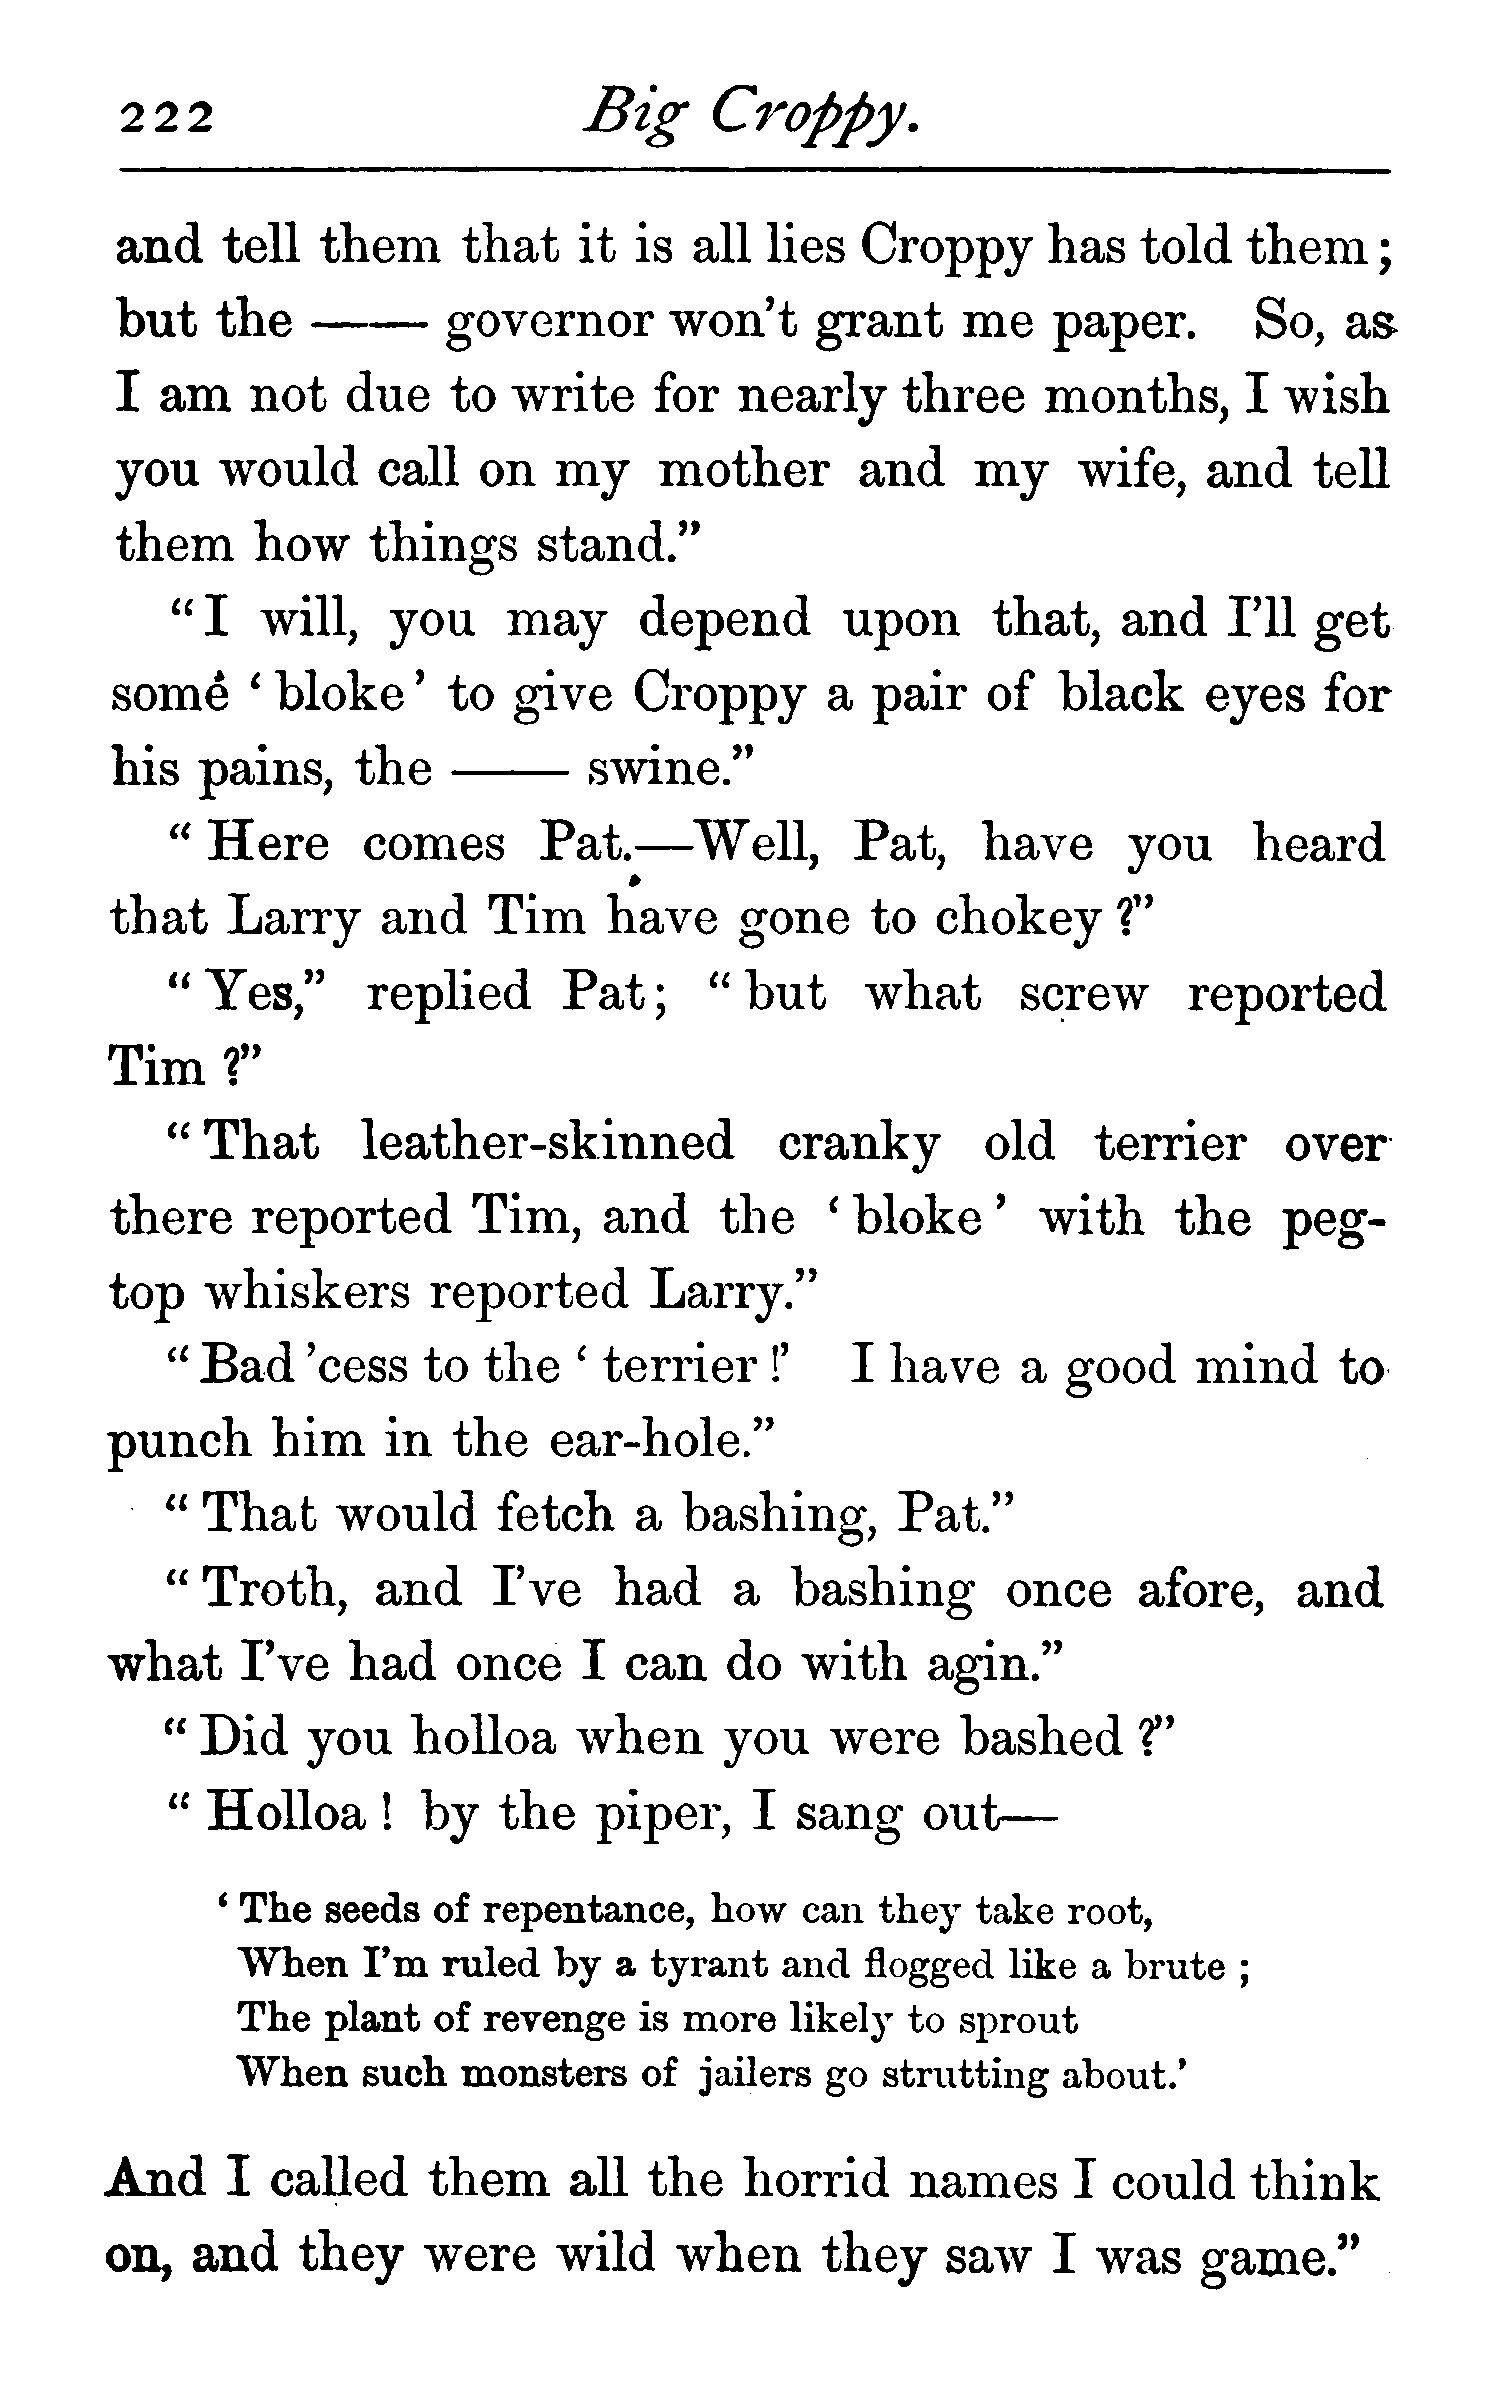 222 Big Croppy.
and tell them that it is all lies Croppy has told them;
but the —— governor won't grant me paper. So, as
I am not due to write for nearly three months, I wish
you would call on my mother and my wife, and tell
them how things stand."
"I will, you may depend upon that, and I'll get
some 'bloke' to give Croppy a pair of black eyes for
his pains, the —— swine."
"Here comes Pat.—Well, Pat, have you heard
that Larry and Tim have gone to chokey?"
"Yes," replied Pat; "but what screw reported
Tim?"
"That leather-skinned cranky old terrier over
there reported Tim, and the 'bloke' with the peg-
top whiskers reported Larry."
"Bad 'cess to the 'terrier!' I have a good mind to
punch him in the ear-hole."
"That would fetch a bashing, Pat."
"Troth, and I've had a bashing once afore, and
what I've had once I can do with agin."
"Did you holloa when you were bashed?"
"Holloa! by the piper, I sang out—
'The seeds of repentance, how can they take root,
When I'm ruled by a tyrant and flogged like a brute;
The plant of revenge is more likely to sprout
When such monsters of jailers go strutting about.'
And I called them all the horrid names I could think
on, and they were wild when they saw I was game."